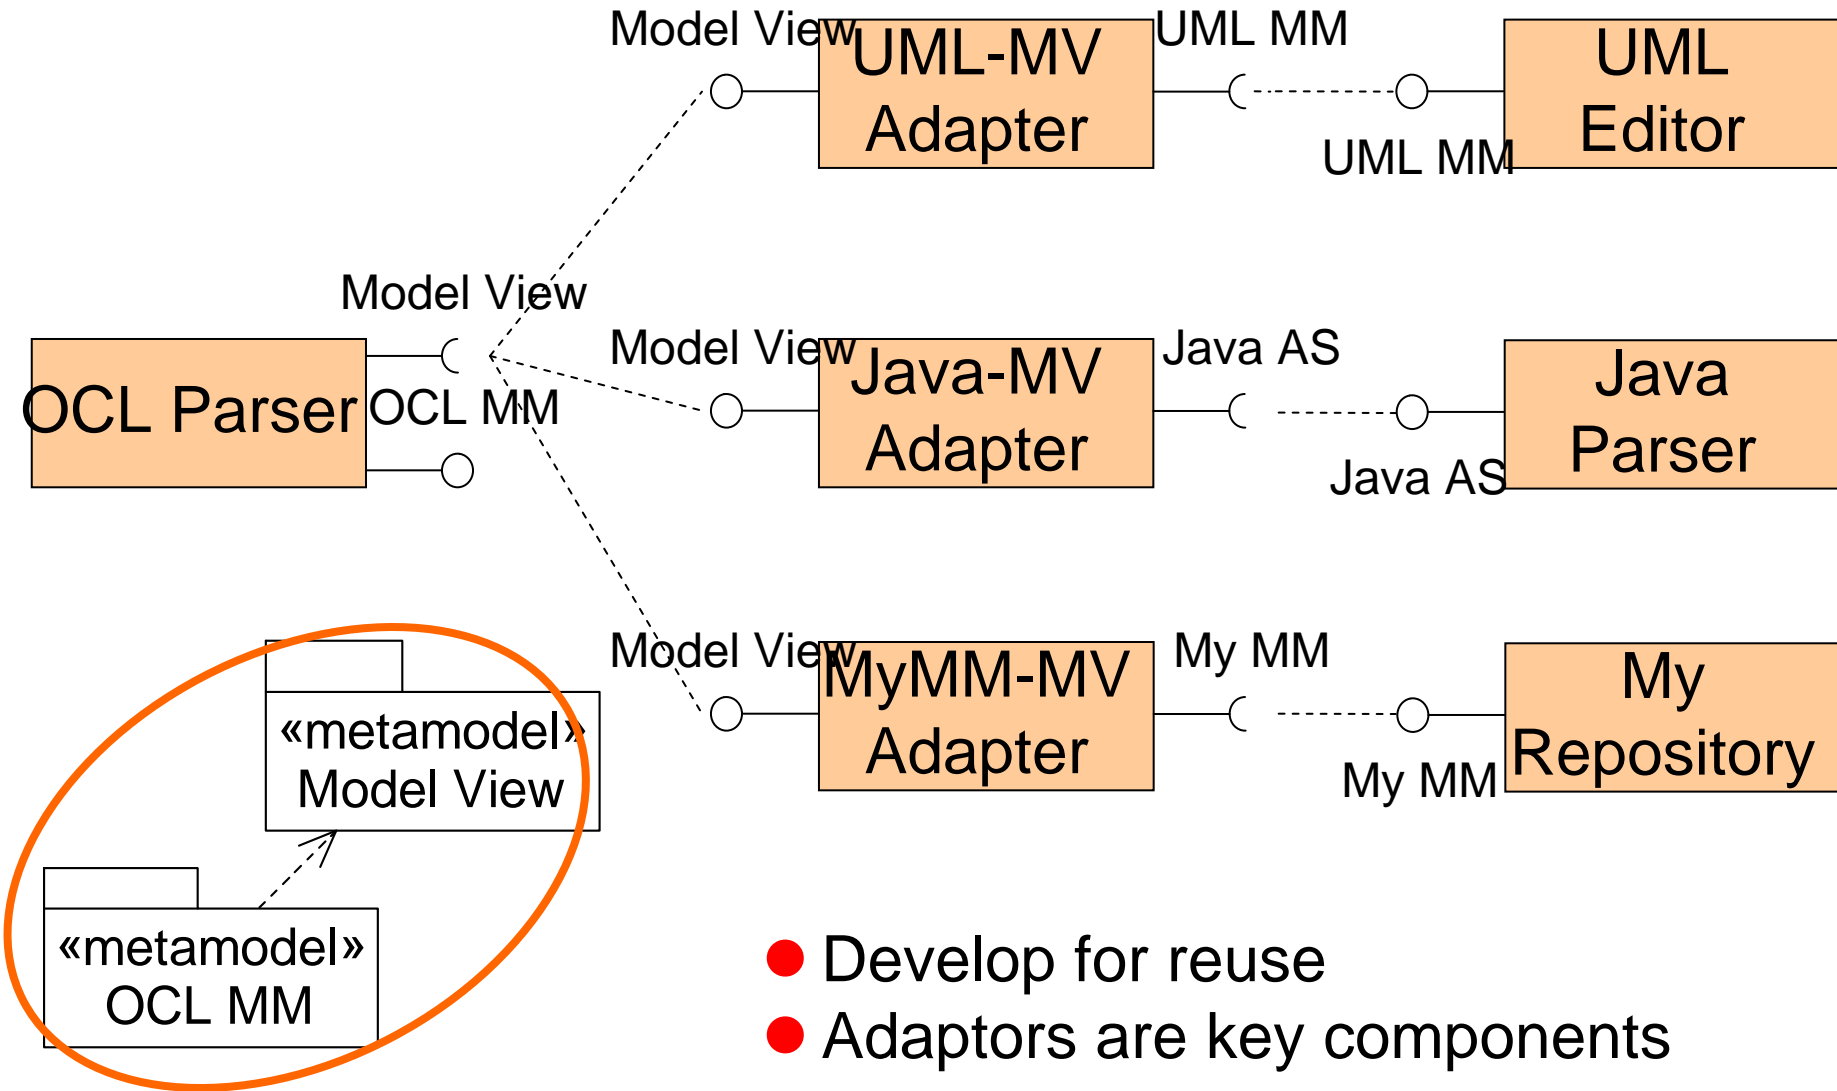 Model View
UML-MV
Adapter
UML MM
UML MM
UML
Editor
Model View
OCL Parser
OCL MM
Model View
Java-MV
Adapter
Java AS
Java AS
Java
Parser
Model View
MyMM-MV
Adapter
My MM
My MM
My
Repository
«metamodel»
Model View
«metamodel»
OCL MM
Develop for reuse
Adaptors are key components